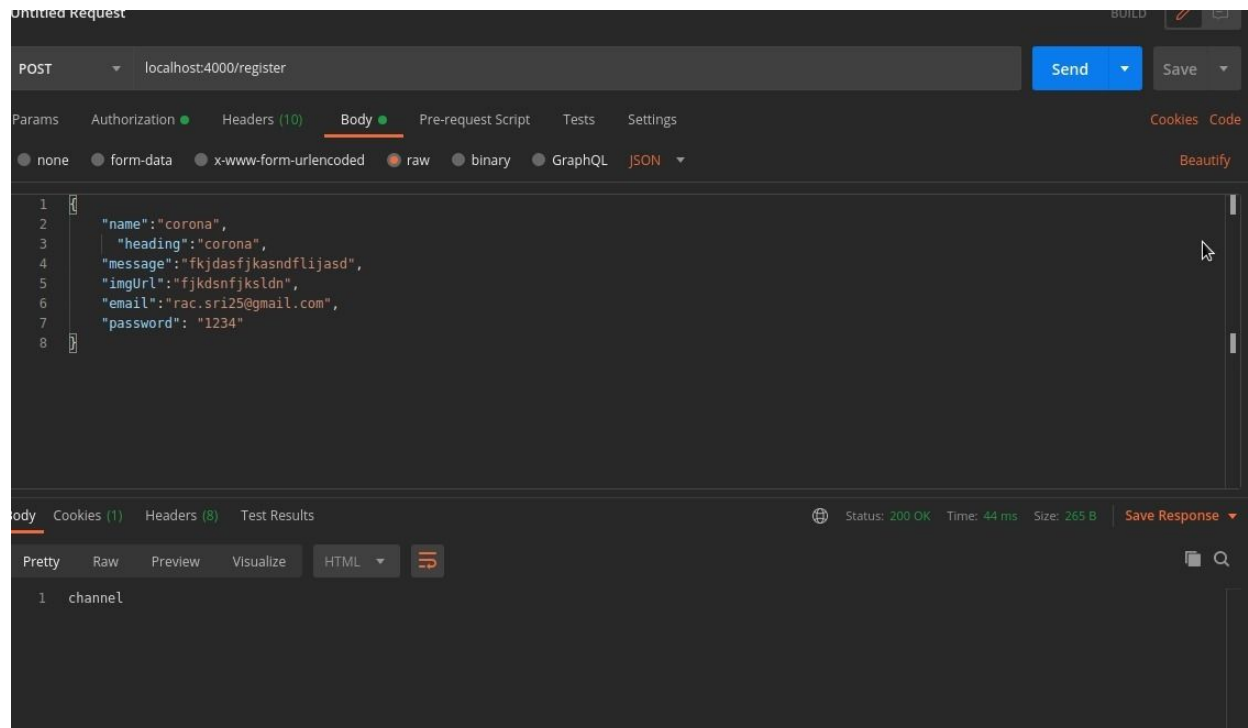 Untitled Request
BUILD
POST localhost:4000/register Send Save
Params Authorization Headers (10) Body Pre-request Script Tests Settings Cookies Code
none form-data x-www-form-urlencoded raw binary GraphQL JSON Beautify
1 {
2 "name":"corona",
3 "heading":"corona",
4 "message":"fkjdasfjkasndflijasd",
5 "imgUrl":"fjkdsnfjksldn",
6 "email":"rac.sri25@gmail.com",
7 "password": "1234"
8 }
Body Cookies (1) Headers (8) Test Results Status: 200 OK Time: 44 ms Size: 265 B Save Response
Pretty Raw Preview Visualize HTML
1 channel